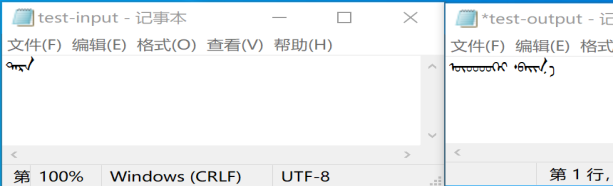 test-input - 记事本
文件(F) 编辑(E) 格式(O) 查看(V) 帮助(H)
第 100% Windows (CRLF) UTF-8
*test-output - 记
文件(F) 编辑(E) 格式
第 1 行,